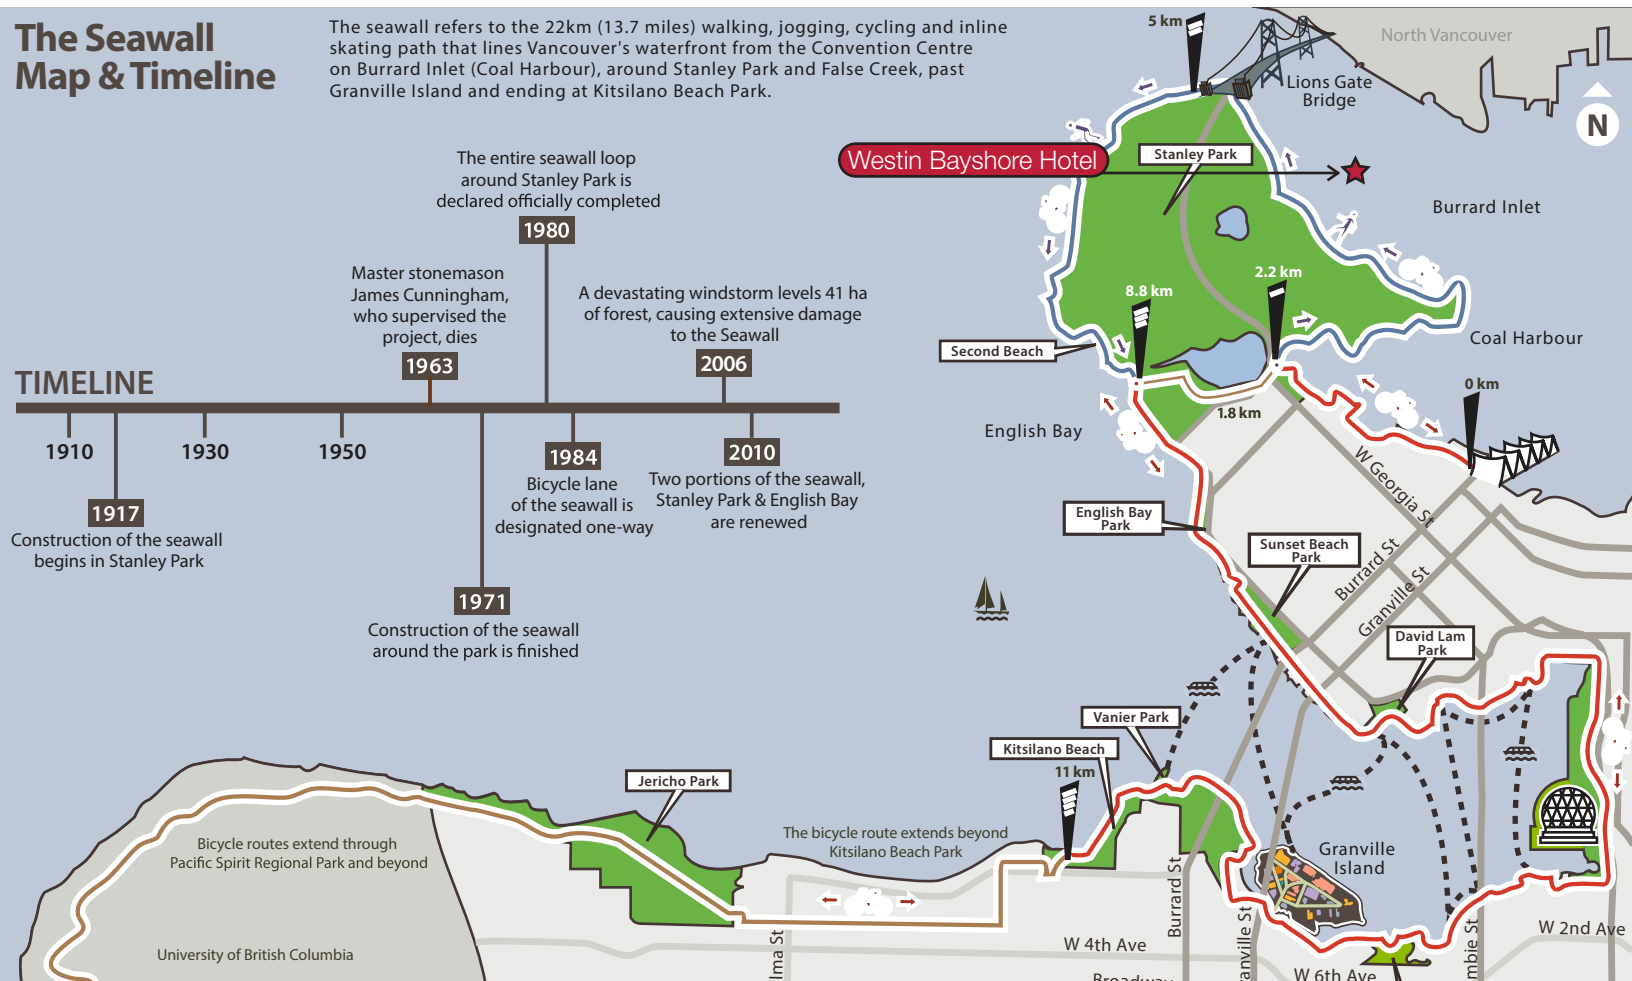 The Seawall
Map & Timeline
The seawall refers to the 22km (13.7 miles) walking, jogging, cycling and inline
skating path that lines Vancouver's waterfront from the Convention Centre
on Burrard Inlet (Coal Harbour), around Stanley Park and False Creek, past
Granville Island and ending at Kitsilano Beach Park.
5 km
North Vancouver
Lions Gate
Bridge
N
Westin Bayshore Hotel
Stanley Park
Burrard Inlet
2.2 km
8.8 km
Second Beach
Coal Harbour
0 km
1.8 km
English Bay
W Georgia St
English Bay
Park
Sunset Beach
Park
Burrard St
Granville St
David Lam
Park
Vanier Park
Kitsilano Beach
11 km
The entire seawall loop
around Stanley Park is
declared officially completed
1980
Master stonemason
James Cunningham,
who supervised the
project, dies
1963
A devastating windstorm levels 41 ha
of forest, causing extensive damage
to the Seawall
2006
TIMELINE
1910
1930
1950
1917
Construction of the seawall
begins in Stanley Park
1984
Bicycle lane
of the seawall is
designated one-way
2010
Two portions of the seawall,
Stanley Park & English Bay
are renewed
1971
Construction of the seawall
around the park is finished
Jericho Park
Bicycle routes extend through
Pacific Spirit Regional Park and beyond
The bicycle route extends beyond
Kitsilano Beach Park
Granville
Island
University of British Columbia
lma St
W 4th Ave
Broadway
Burrard St
anville St
W 6th Ave
mbie St
W 2nd Ave